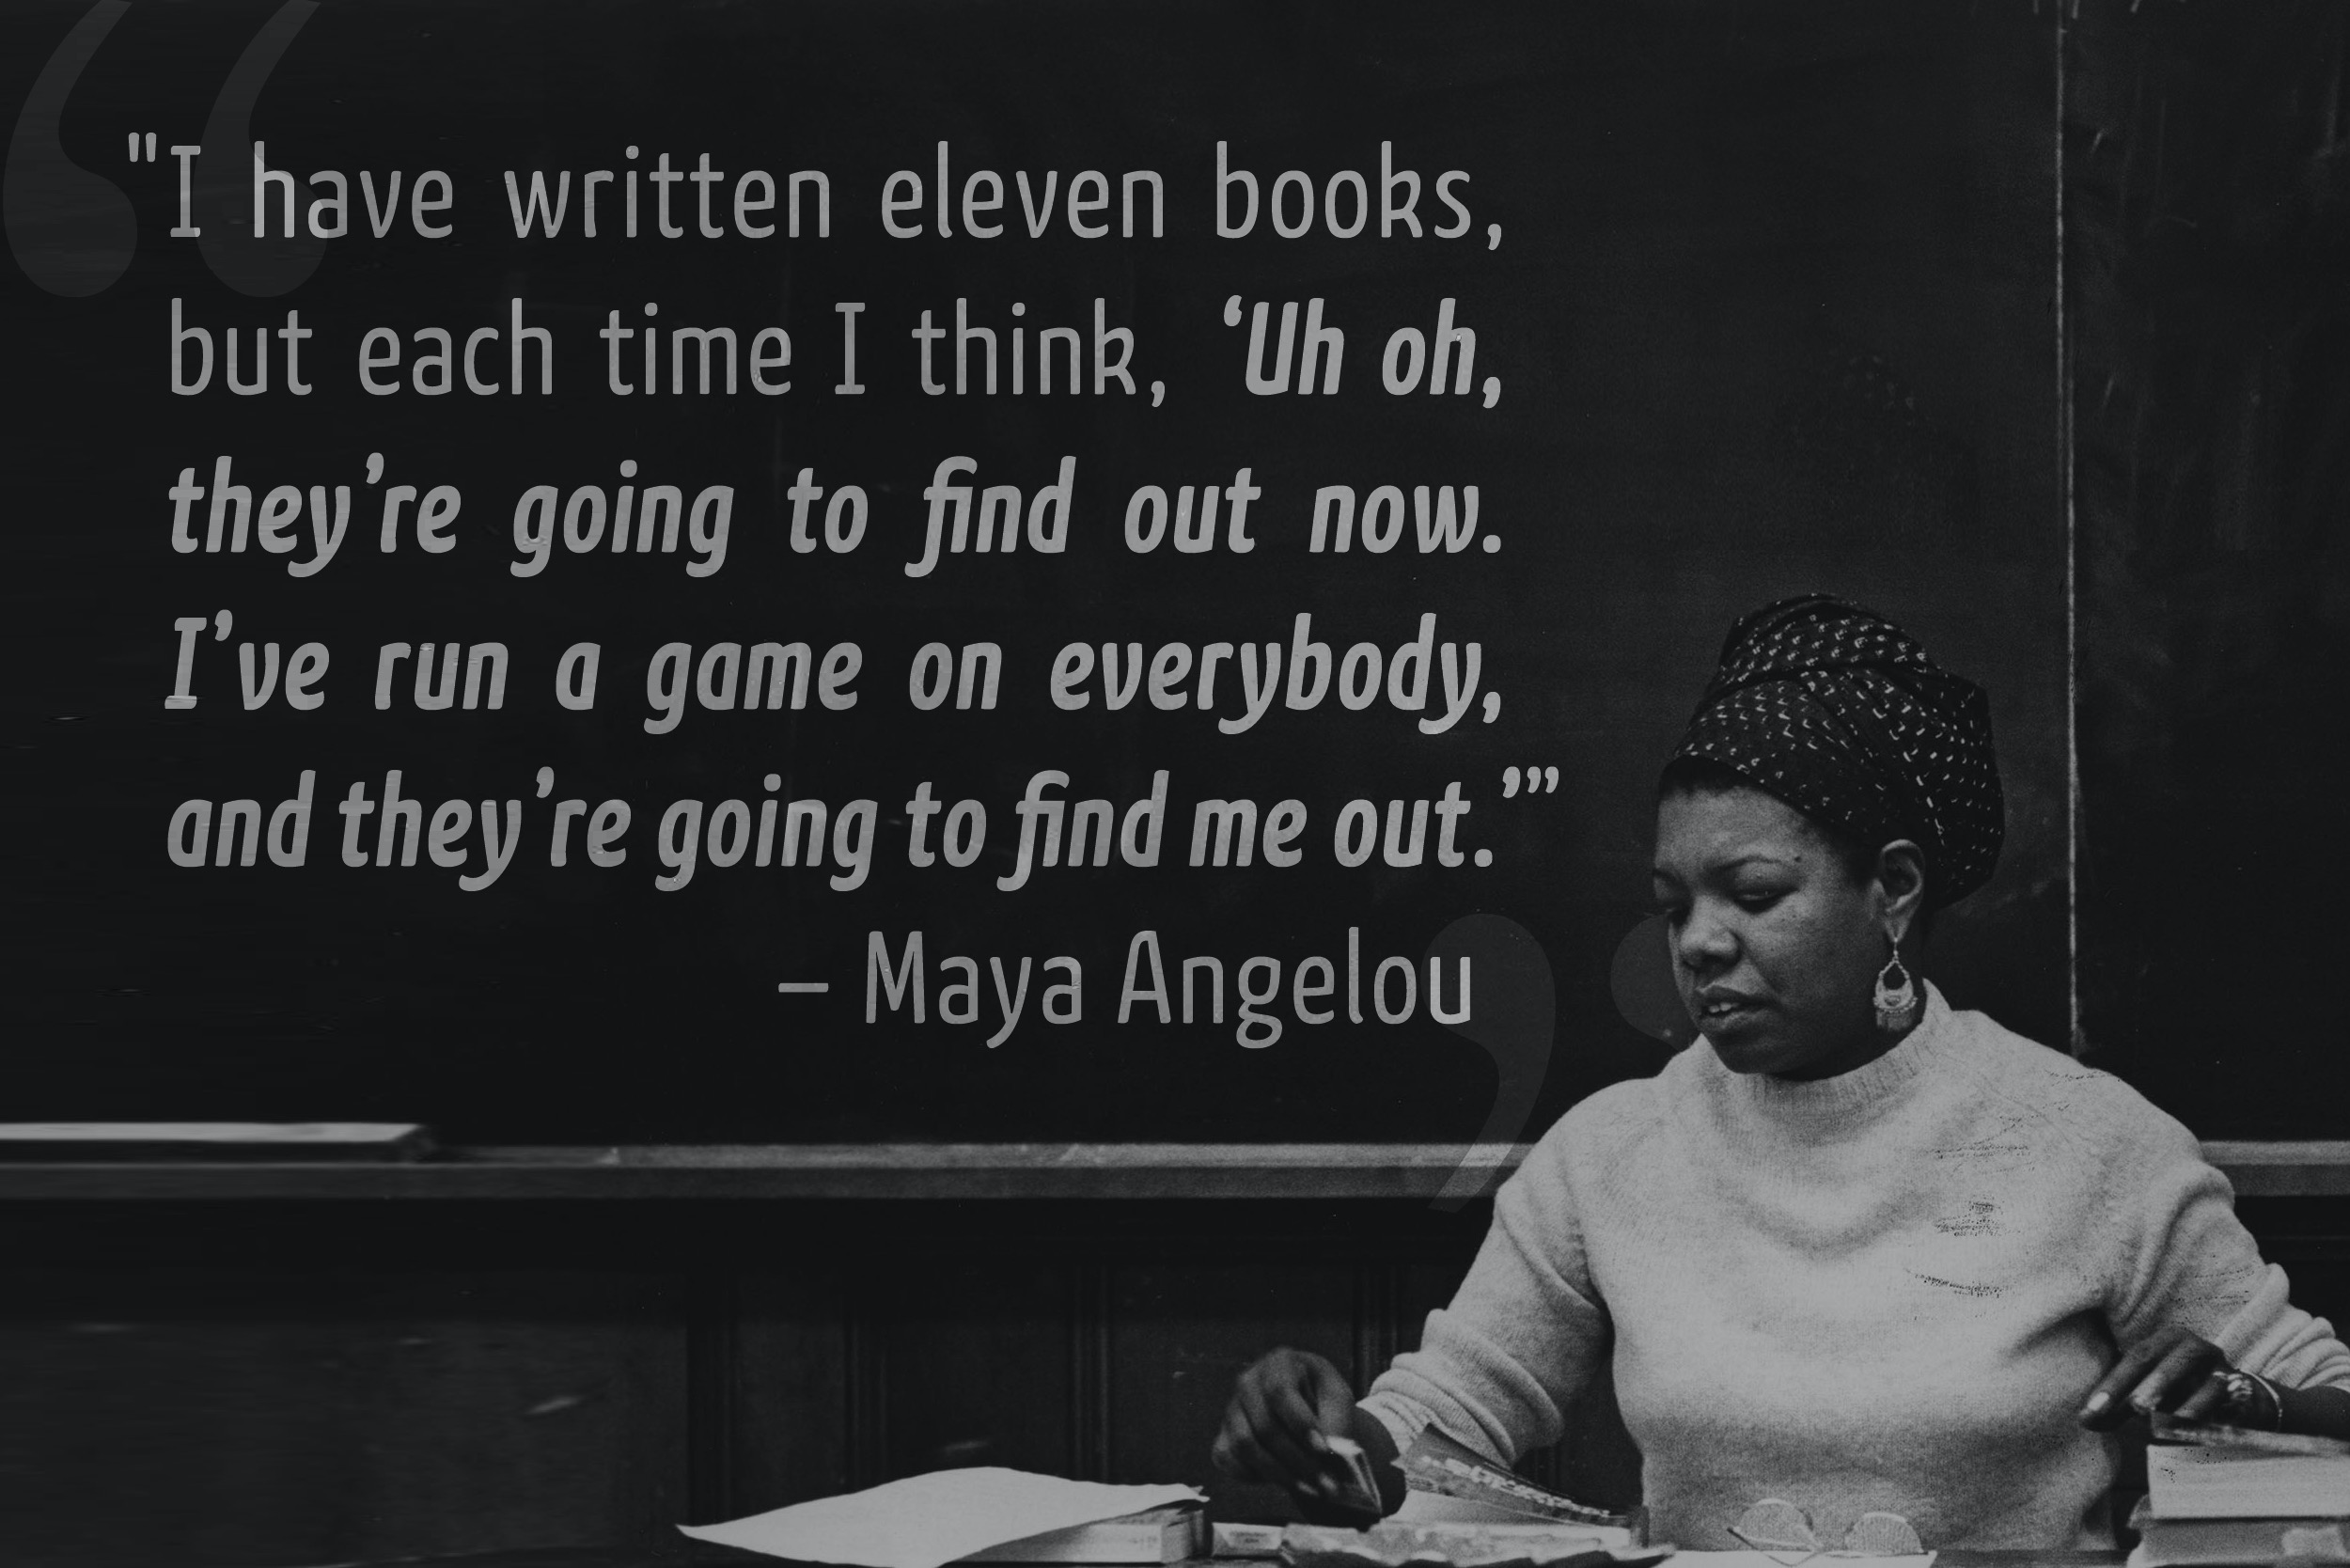 "I have written eleven books,
but each time I think, ‘Uh oh,
they’re going to find out now.
I’ve run a game on everybody,
and they’re going to find me out.’”
– Maya Angelou